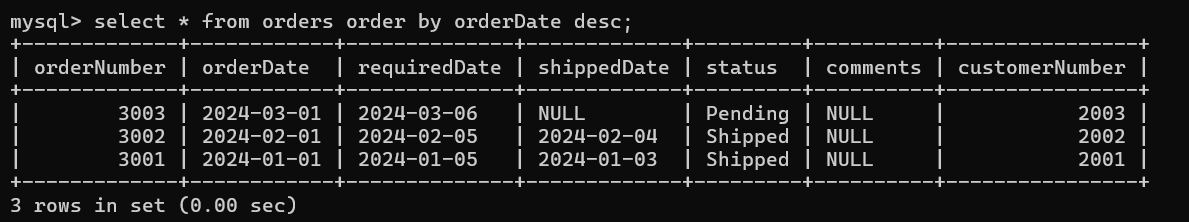 mysql> select * from orders order by orderDate desc;
+-------------+------------+--------------+-------------+---------+----------+----------------+
| orderNumber | orderDate  | requiredDate | shippedDate | status  | comments | customerNumber |
+-------------+------------+--------------+-------------+---------+----------+----------------+
|        3003 | 2024-03-01 | 2024-03-06   | NULL        | Pending | NULL     |           2003 |
|        3002 | 2024-02-01 | 2024-02-05   | 2024-02-04  | Shipped | NULL     |           2002 |
|        3001 | 2024-01-01 | 2024-01-05   | 2024-01-03  | Shipped | NULL     |           2001 |
+-------------+------------+--------------+-------------+---------+----------+----------------+
3 rows in set (0.00 sec)